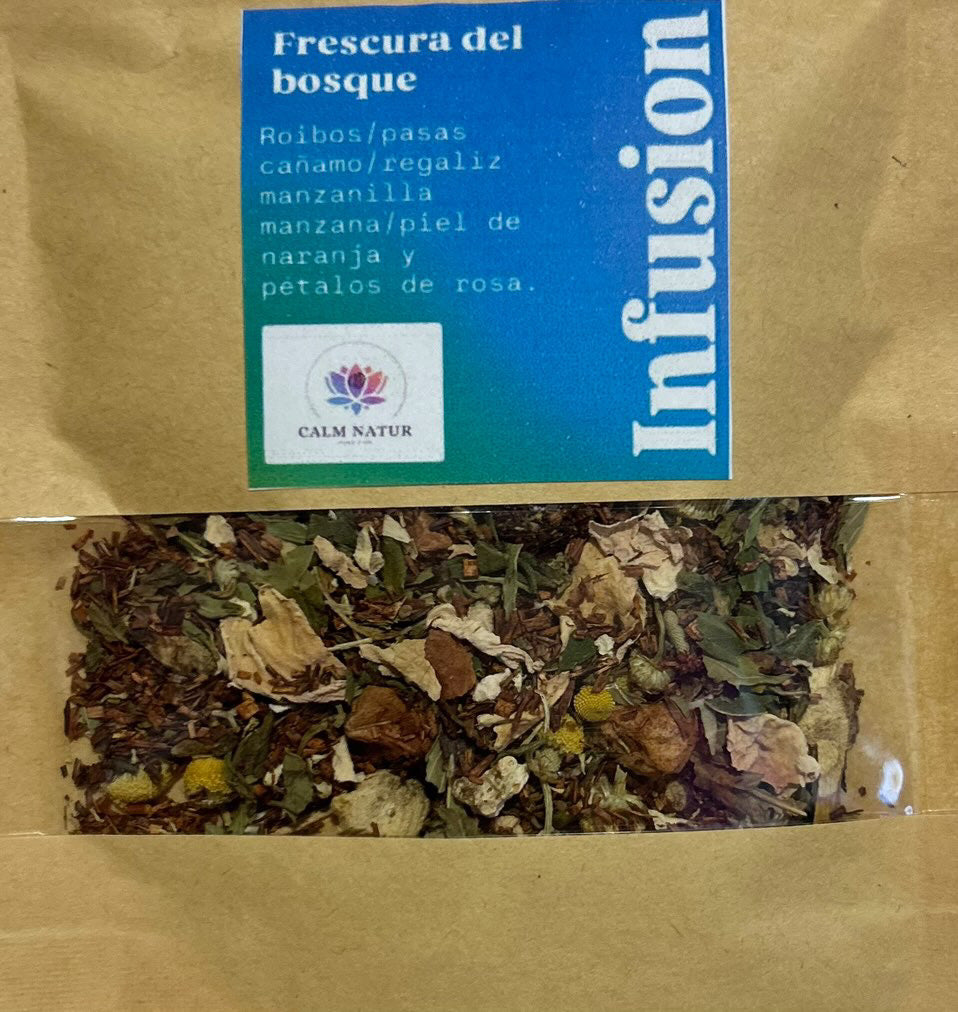 Frescura del
bosque
Roibos/pasas
cañamo/regaliz
manzanilla
manzana/piel de
naranja y
pétalos de rosa.
Infusion
CALM NATUR